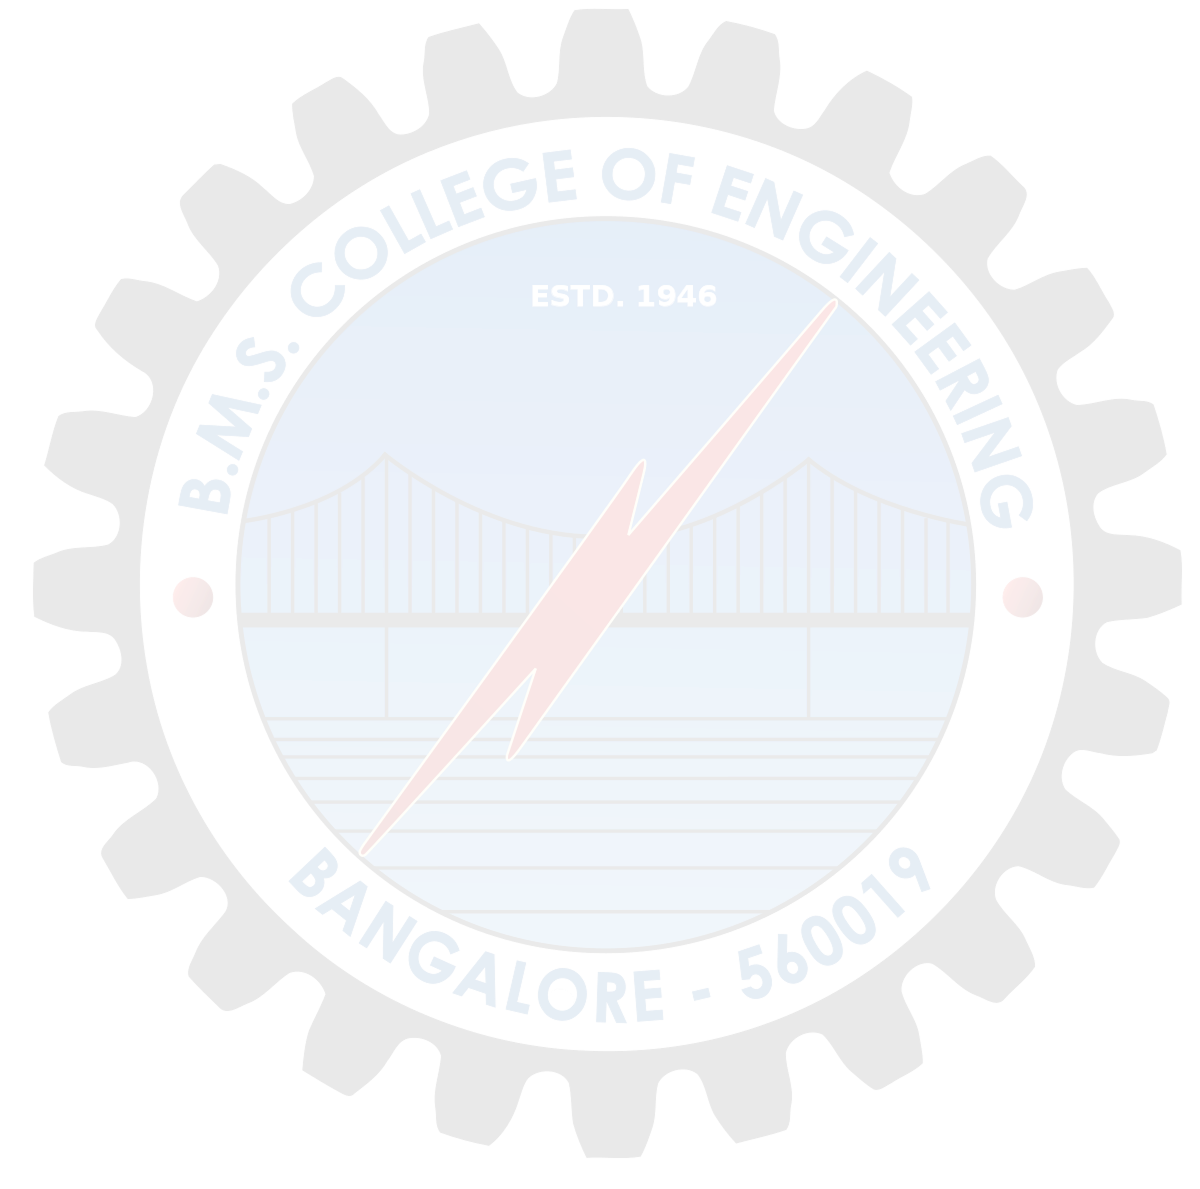 B.M.S. COLLEGE OF ENGINEERING
ESTD. 1946
BANGALORE - 560019